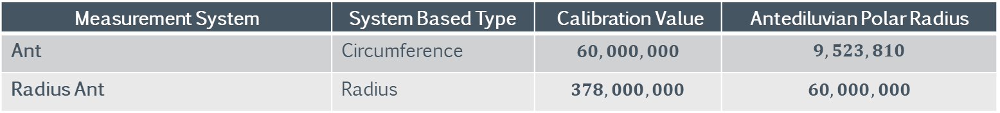 Measurement System System Based Type Calibration Value Antediluvian Polar Radius
Ant Circumference 60,000,000 9,523,810
Radius Ant Radius 378,000,000 60,000,000